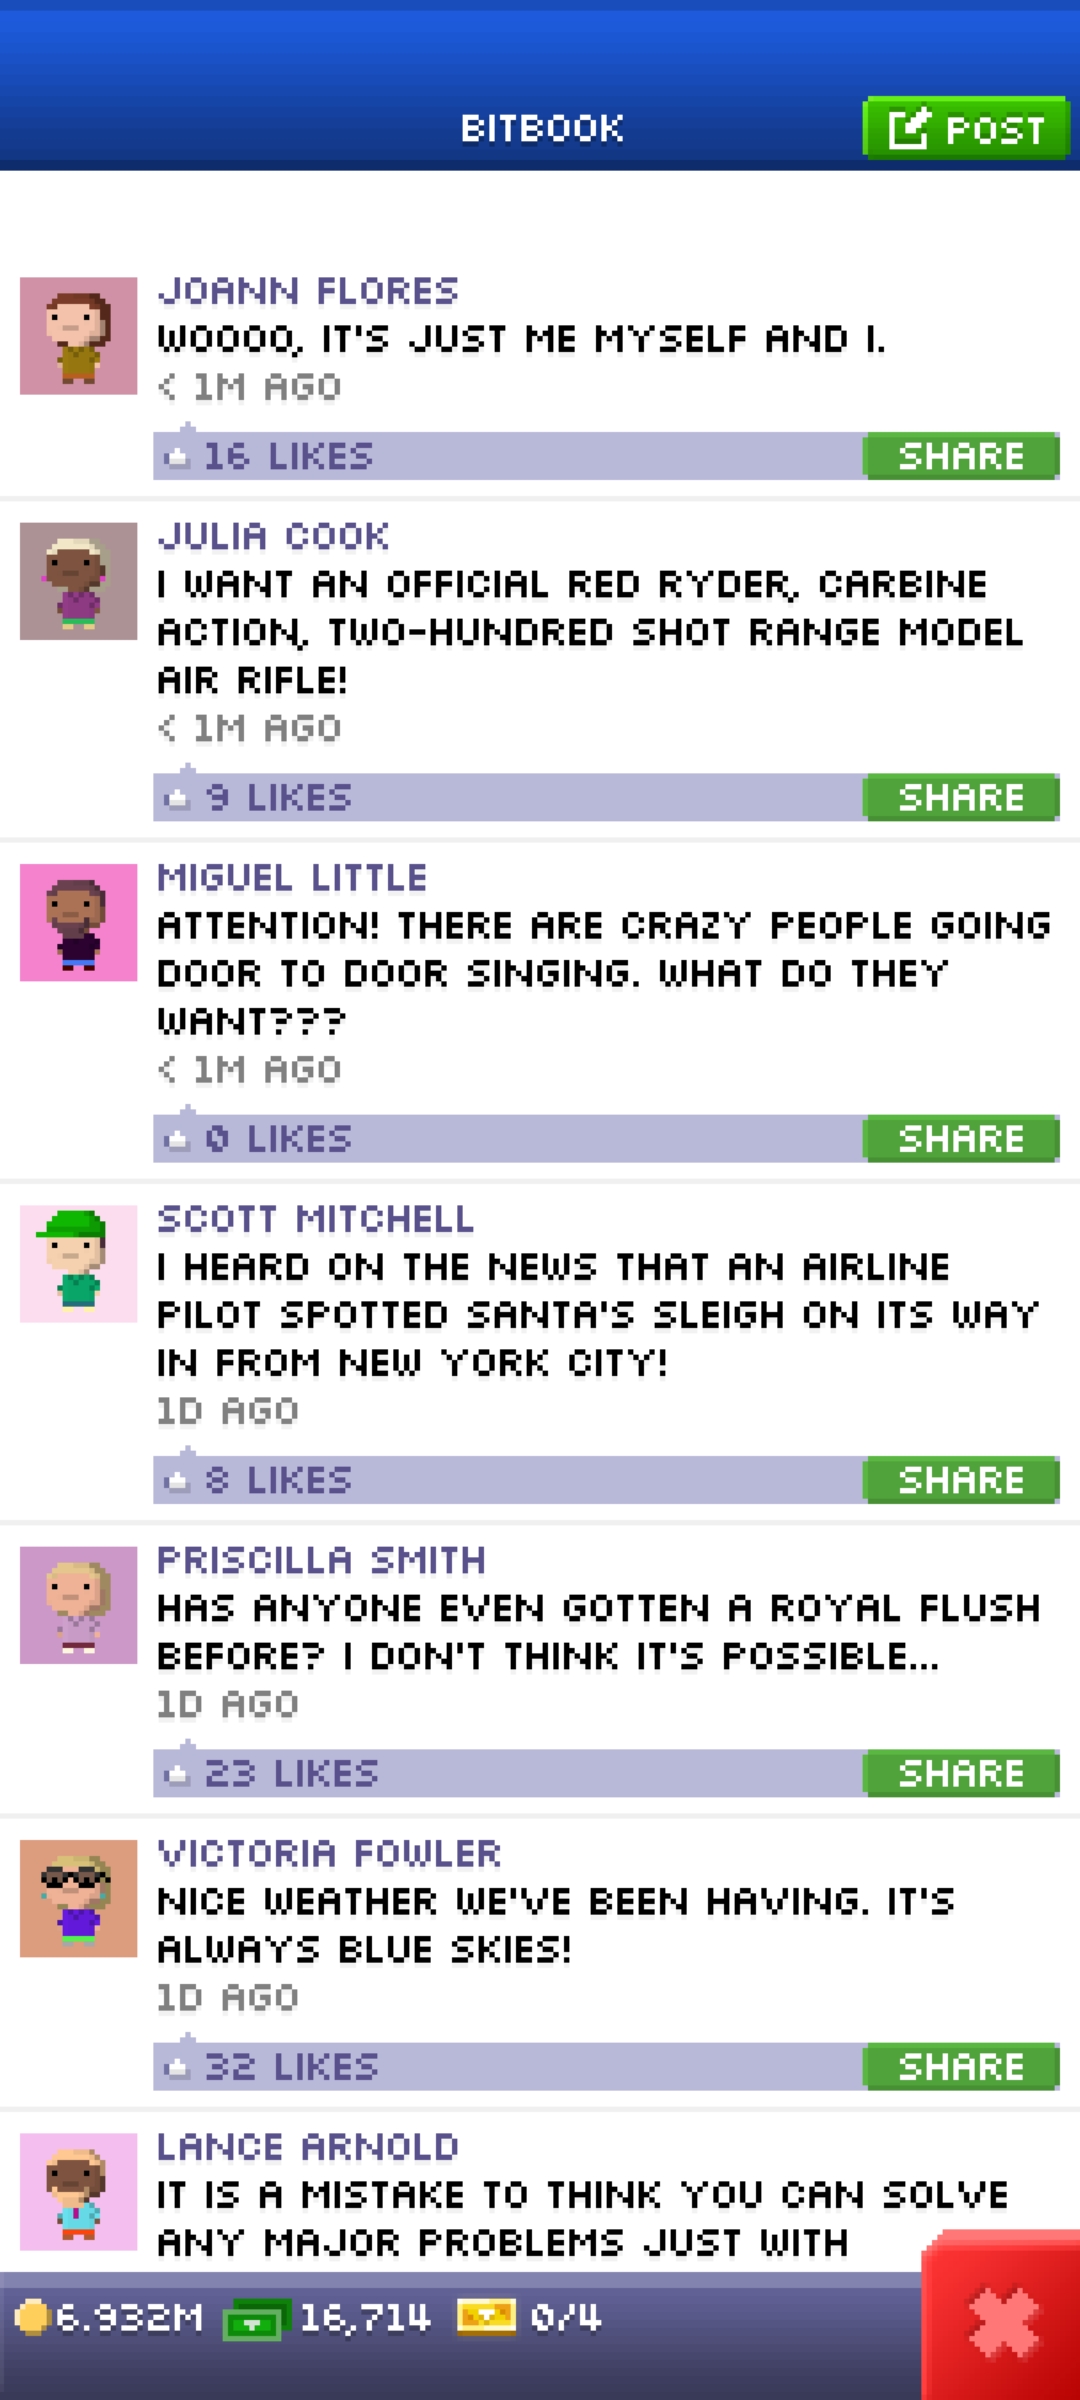 BITBOOK
POST
JOANN FLORES
WOOOO, IT'S JUST ME MYSELF AND I.
< 1M AGO
16 LIKES
SHARE
JULIA COOK
I WANT AN OFFICIAL RED RYDER, CARBINE
ACTION, TWO-HUNDRED SHOT RANGE MODEL
AIR RIFLE!
< 1M AGO
9 LIKES
SHARE
MIGUEL LITTLE
ATTENTION! THERE ARE CRAZY PEOPLE GOING
DOOR TO DOOR SINGING. WHAT DO THEY
WANT???
< 1M AGO
0 LIKES
SHARE
SCOTT MITCHELL
I HEARD ON THE NEWS THAT AN AIRLINE
PILOT SPOTTED SANTA'S SLEIGH ON ITS WAY
IN FROM NEW YORK CITY!
1D AGO
8 LIKES
SHARE
PRISCILLA SMITH
HAS ANYONE EVEN GOTTEN A ROYAL FLUSH
BEFORE? I DON'T THINK IT'S POSSIBLE...
1D AGO
23 LIKES
SHARE
VICTORIA FOWLER
NICE WEATHER WE'VE BEEN HAVING. IT'S
ALWAYS BLUE SKIES!
1D AGO
32 LIKES
SHARE
LANCE ARNOLD
IT IS A MISTAKE TO THINK YOU CAN SOLVE
ANY MAJOR PROBLEMS JUST WITH
6.932M 16,714 0/4